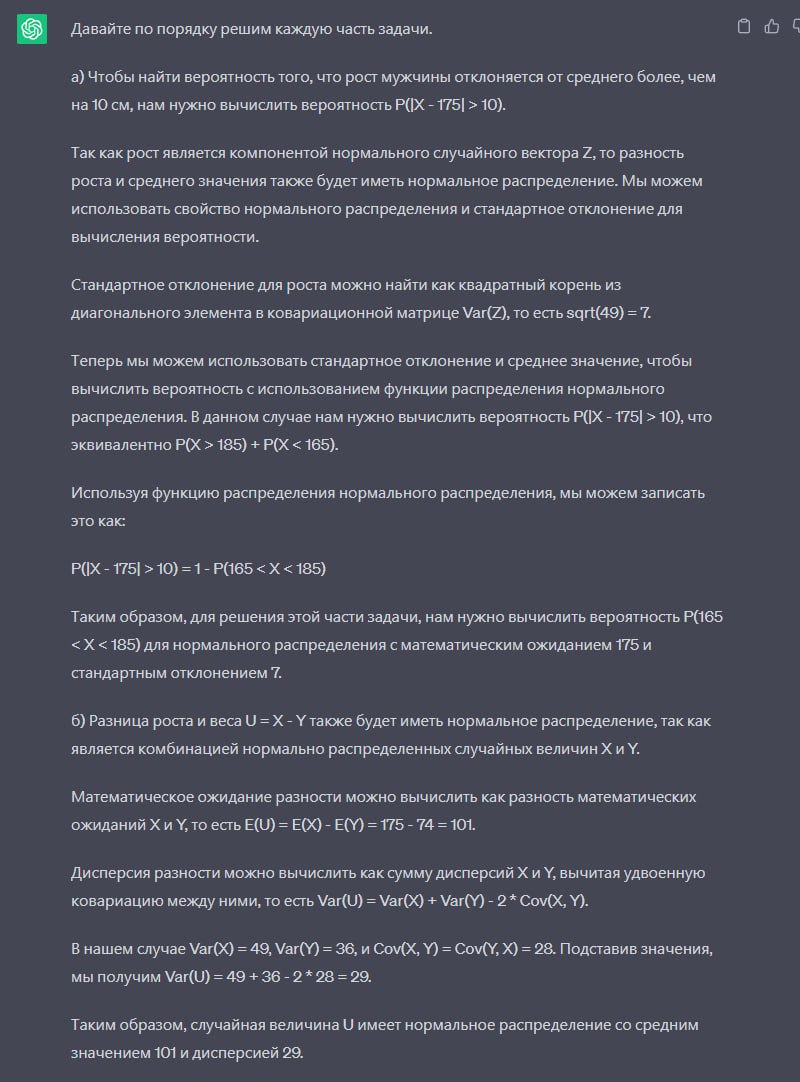 Давайте по порядку решим каждую часть задачи.
а) Чтобы найти вероятность того, что рост мужчины отклоняется от среднего более, чем
на 10 см, нам нужно вычислить вероятность P(|X - 175| > 10).
Так как рост является компонентой нормального случайного вектора Z, то разность
роста и среднего значения также будет иметь нормальное распределение. Мы можем
использовать свойство нормального распределения и стандартное отклонение для
вычисления вероятности.
Стандартное отклонение для роста можно найти как квадратный корень из
диагонального элемента в ковариационной матрице Var(Z), то есть sqrt(49) = 7.
Теперь мы можем использовать стандартное отклонение и среднее значение, чтобы
вычислить вероятность с использованием функции распределения нормального
распределения. В данном случае нам нужно вычислить вероятность P(|X - 175| > 10), что
эквивалентно P(X > 185) + P(X < 165).
Используя функцию распределения нормального распределения, мы можем записать
это как:
P(|X - 175| > 10) = 1 - P(165 < X < 185)
Таким образом, для решения этой части задачи, нам нужно вычислить вероятность P(165
< X < 185) для нормального распределения с математическим ожиданием 175 и
стандартным отклонением 7.
б) Разница роста и веса U = X - Y также будет иметь нормальное распределение, так как
является комбинацией нормально распределенных случайных величин X и Y.
Математическое ожидание разности можно вычислить как разность математических
ожиданий X и Y, то есть E(U) = E(X) - E(Y) = 175 - 74 = 101.
Дисперсия разности можно вычислить как сумму дисперсий X и Y, вычитая удвоенную
ковариацию между ними, то есть Var(U) = Var(X) + Var(Y) - 2 * Cov(X, Y).
В нашем случае Var(X) = 49, Var(Y) = 36, и Cov(X, Y) = Cov(Y, X) = 28. Подставив значения,
мы получим Var(U) = 49 + 36 - 2 * 28 = 29.
Таким образом, случайная величина U имеет нормальное распределение со средним
значением 101 и дисперсией 29.